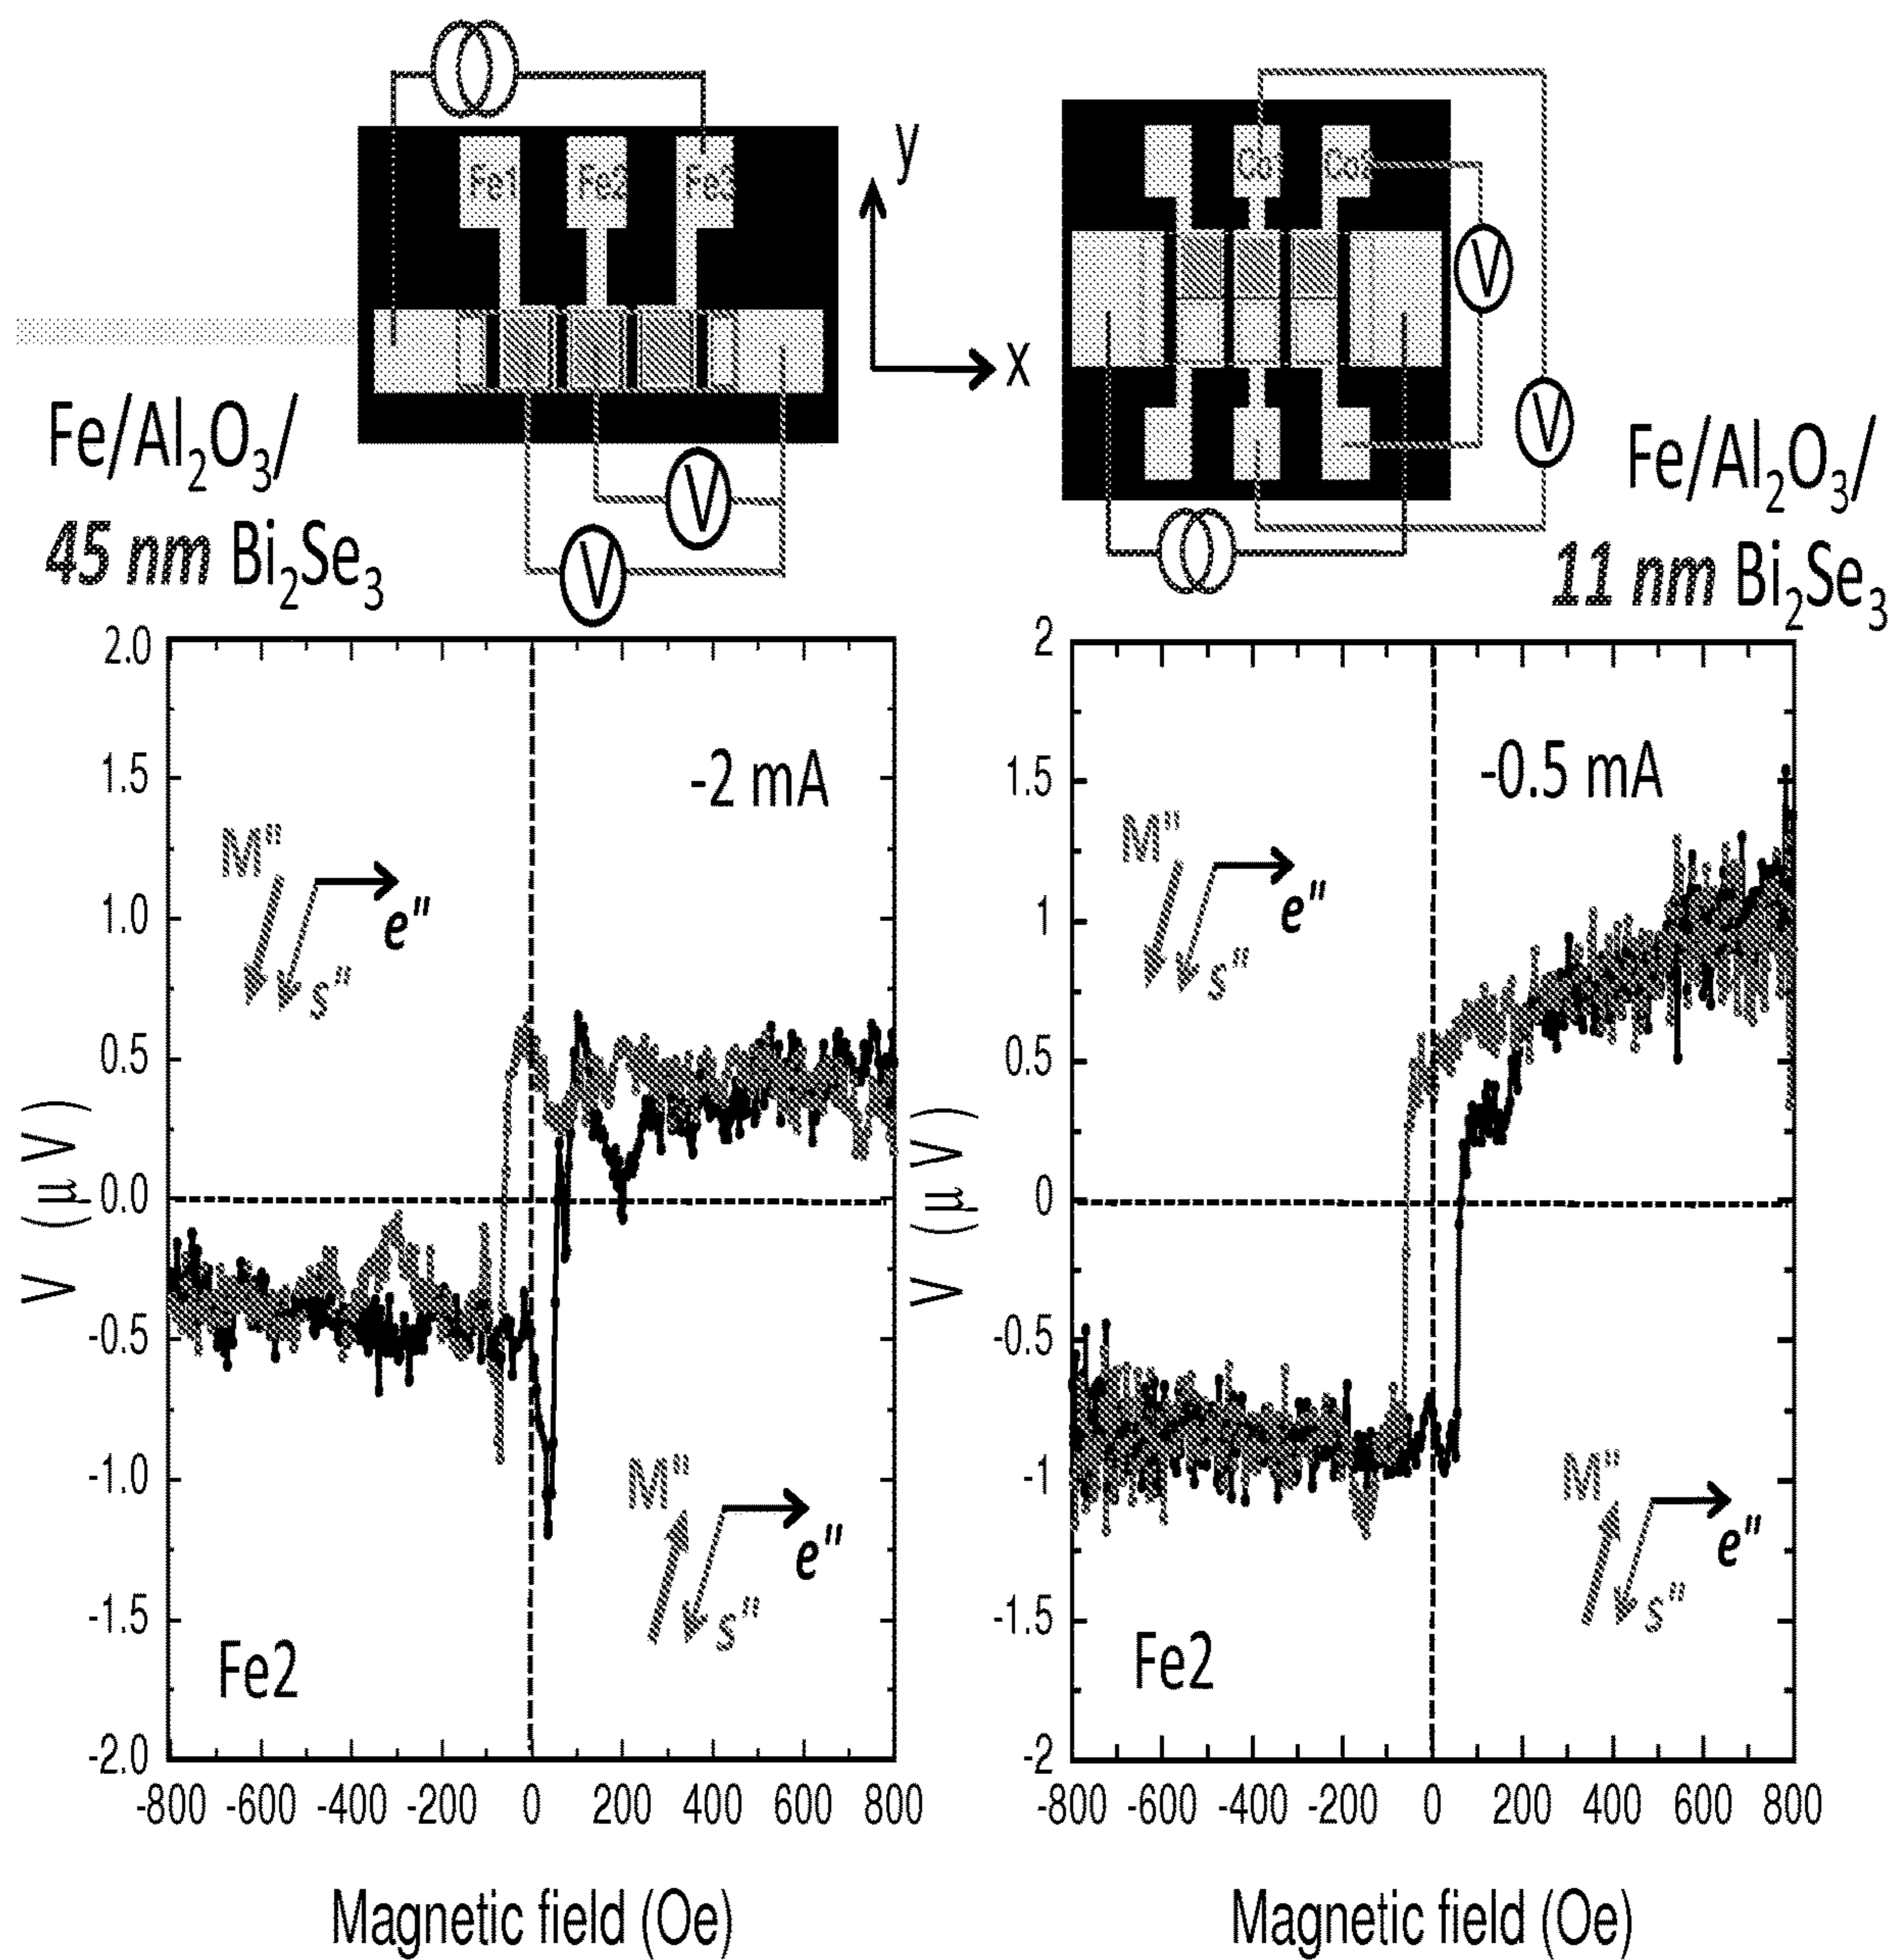 y
x
Fe1 Fe2 Fe3
Co Co2
V
V
V
V
Fe/Al₂O₃/
45 nm Bi₂Se₃
Fe/Al₂O₃/
11 nm Bi₂Se₃
2.0
1.5
1.0
0.5
0.0
-0.5
-1.0
-1.5
-2.0
V (μ V)
-2 mA
M"
e"
s"
M"
e"
s"
Fe2
-800 -600 -400 -200 0 200 400 600 800
Magnetic field (Oe)
2
1.5
1
0.5
0
-0.5
-1
-1.5
-2
V (μ V)
-0.5 mA
M"
e"
s"
M"
e"
s"
Fe2
-800 -600 -400 -200 0 200 400 600 800
Magnetic field (Oe)